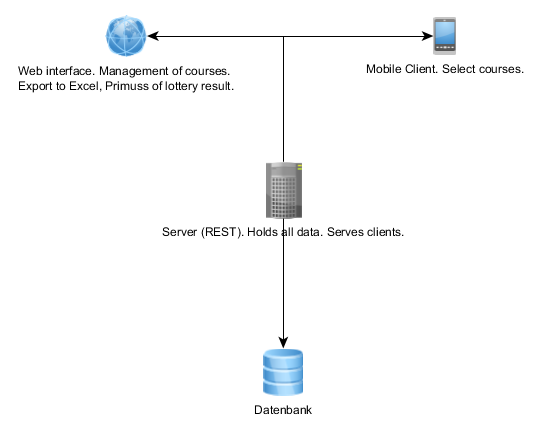 Web interface. Management of courses.
Export to Excel, Primuss of lottery result.
Mobile Client. Select courses.
Server (REST). Holds all data. Serves clients.
Datenbank